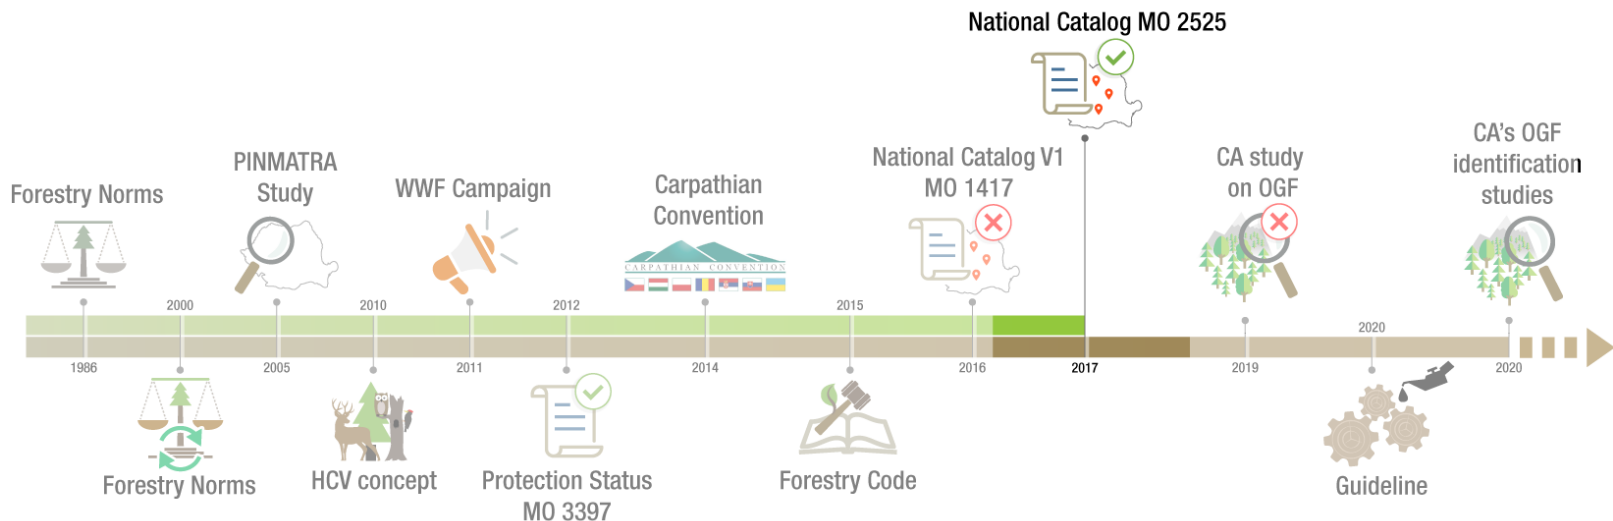 National Catalog MO 2525
Forestry Norms
PINMATRA
Study
WWF Campaign
Carpathian
Convention
CARPATHIAN CONVENTION
National Catalog V1
MO 1417
CA study
on OGF
CA's OGF
identification
studies
2000
2010
2012
2015
2020
1986
2005
2011
2014
2016
2017
2019
2020
Forestry Norms
HCV concept
Protection Status
MO 3397
Forestry Code
Guideline